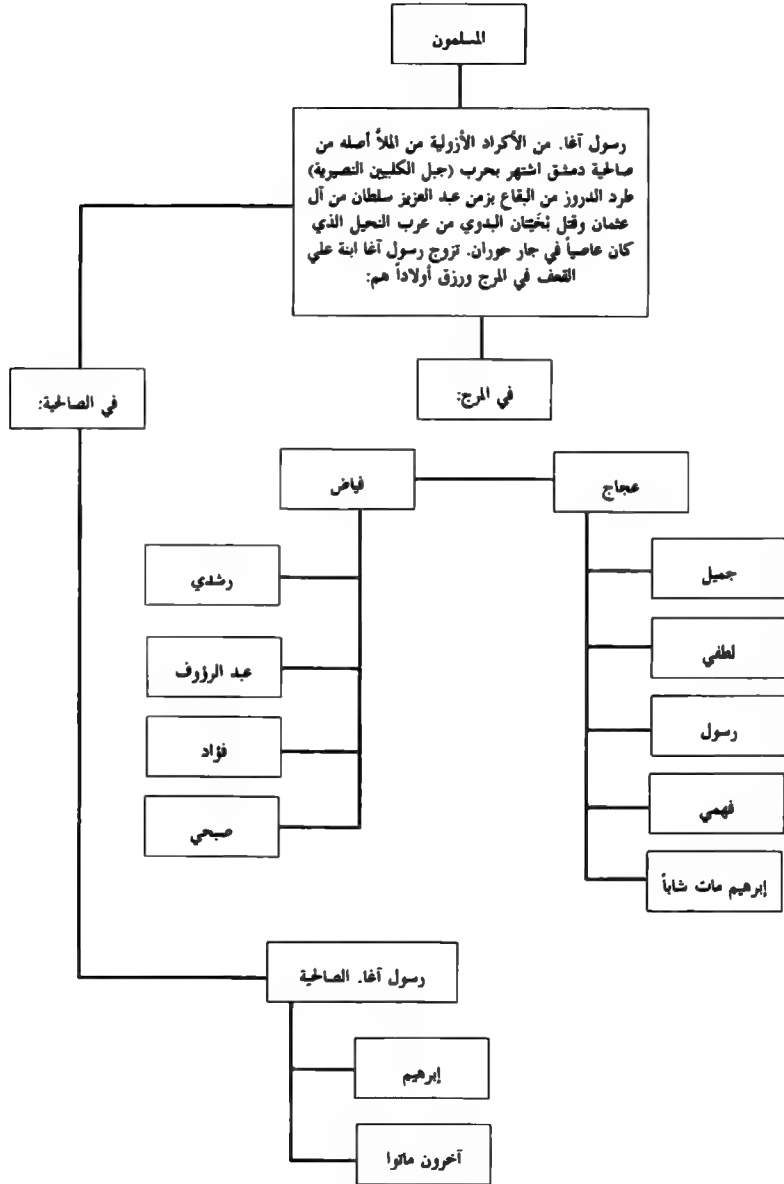 المسلمون
رسول آغا. من الأكراد الأزولية من الملاّ أصله من
صالحية دمشق اشتهر بحرب (جبل الكلبيين النصيرية)
طرد الدروز من البقاع بزمن عبد العزيز سلطان من آل
عثمان وقتل بُخَيْتان البدوي من عرب النحيل الذي
كان عاصياً في جار حوران. تزوج رسول آغا ابنة علي
القعف في المرج ورزق أولاداً هم:
في المرج:
في الصالحية:
عجاج
فياض
جميل
لطفي
رسول
فهمي
إبرهيم مات شاباً
رشدي
عبد الرؤوف
فؤاد
صبحي
رسول آغا. الصالحية
إبرهيم
آخرون ماتوا